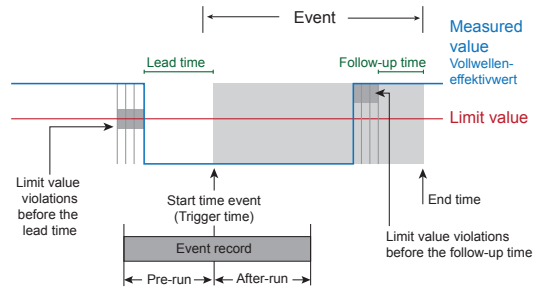 Event
Measured
value
Vollwellen-
effektivwert
Lead time
Follow-up time
Limit value
Limit value
violations
before the
lead time
Start time event
(Trigger time)
End time
Limit value violations
before the follow-up time
Event record
Pre-run
After-run